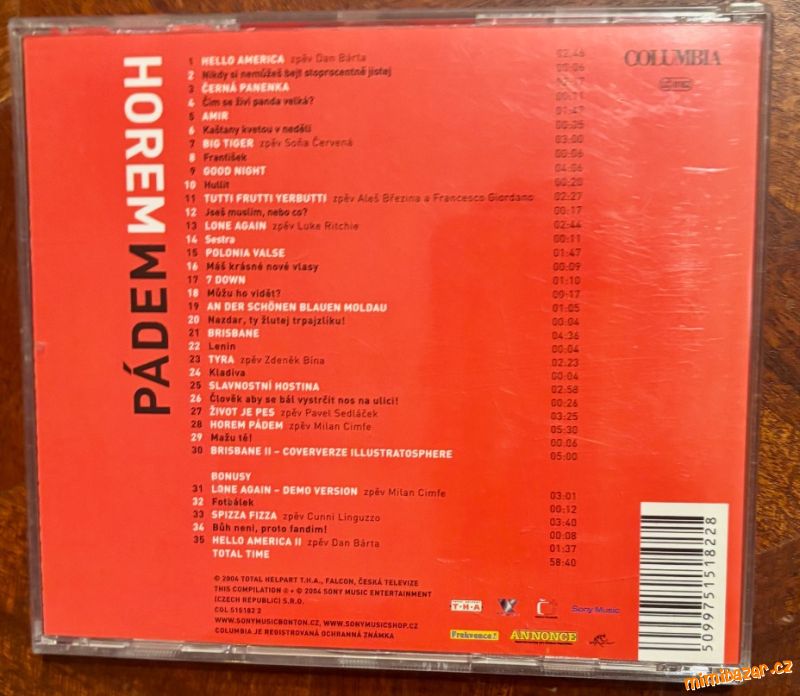 HOREM PÁDEM
COLUMBIA
1 HELLO AMERICA zpěv Dan Bárta 02:46
2 Nikdy si nemůžeš bejt stoprocentně jistej 00:06
3 ČERNÁ PANENKA
4 Čím se živí panda velká? 00:11
5 AMIR 01:47
6 Kaštany kvetou v neděli 00:05
7 BIG TIGER zpěv Soňa Červená 03:00
8 František 00:06
9 GOOD NIGHT 04:06
10 Hullit 00:20
11 TUTTI FRUTTI YERBUTTI zpěv Aleš Březina a Francesco Giordano 02:27
12 Jseš muslim, nebo co? 00:17
13 LONE AGAIN zpěv Luke Ritchie 02:44
14 Sestra 00:11
15 POLONIA VALSE 01:47
16 Máš krásné nové vlasy 00:09
17 7 DOWN 01:10
18 Můžu ho vidět? 00:17
19 AN DER SCHÖNEN BLAUEN MOLDAU 01:05
20 Nazdar, ty žlutej trpajzlíku! 00:04
21 BRISBANE 04:36
22 Lenin 00:04
23 TYRA zpěv Zdeněk Bína 02:23
24 Kladiva 00:04
25 SLAVNOSTNÍ HOSTINA 02:58
26 Člověk aby se bál vystrčit nos na ulici! 00:26
27 ŽIVOT JE PES zpěv Pavel Sedláček 03:25
28 HOREM PÁDEM zpěv Milan Cimfe 05:30
29 Mažu tě! 00:06
30 BRISBANE II – COVERVERZE ILLUSTRATOSPHERE 05:00
BONUSY
31 LONE AGAIN – DEMO VERSION zpěv Milan Cimfe 03:01
32 Fotbálek 00:12
33 SPIZZA FIZZA zpěv Cunni Linguzzo 03:40
34 Bůh není, proto fandim! 00:08
35 HELLO AMERICA II zpěv Dan Bárta 01:37
TOTAL TIME 58:40
© 2004 TOTAL HELPART T.H.A., FALCON, ČESKÁ TELEVIZE
THIS COMPILATION ℗ + © 2004 SONY MUSIC ENTERTAINMENT
(CZECH REPUBLIC) S.R.O.
COL 515182 2
WWW.SONYMUSICBONTON.CZ, WWW.SONYMUSICSHOP.CZ
COLUMBIA JE REGISTROVANÁ OCHRANNÁ ZNÁMKA
T·H·A
Sony Music
Frekvence 1
ANNONCE
5099751518228
mimibazar.cz